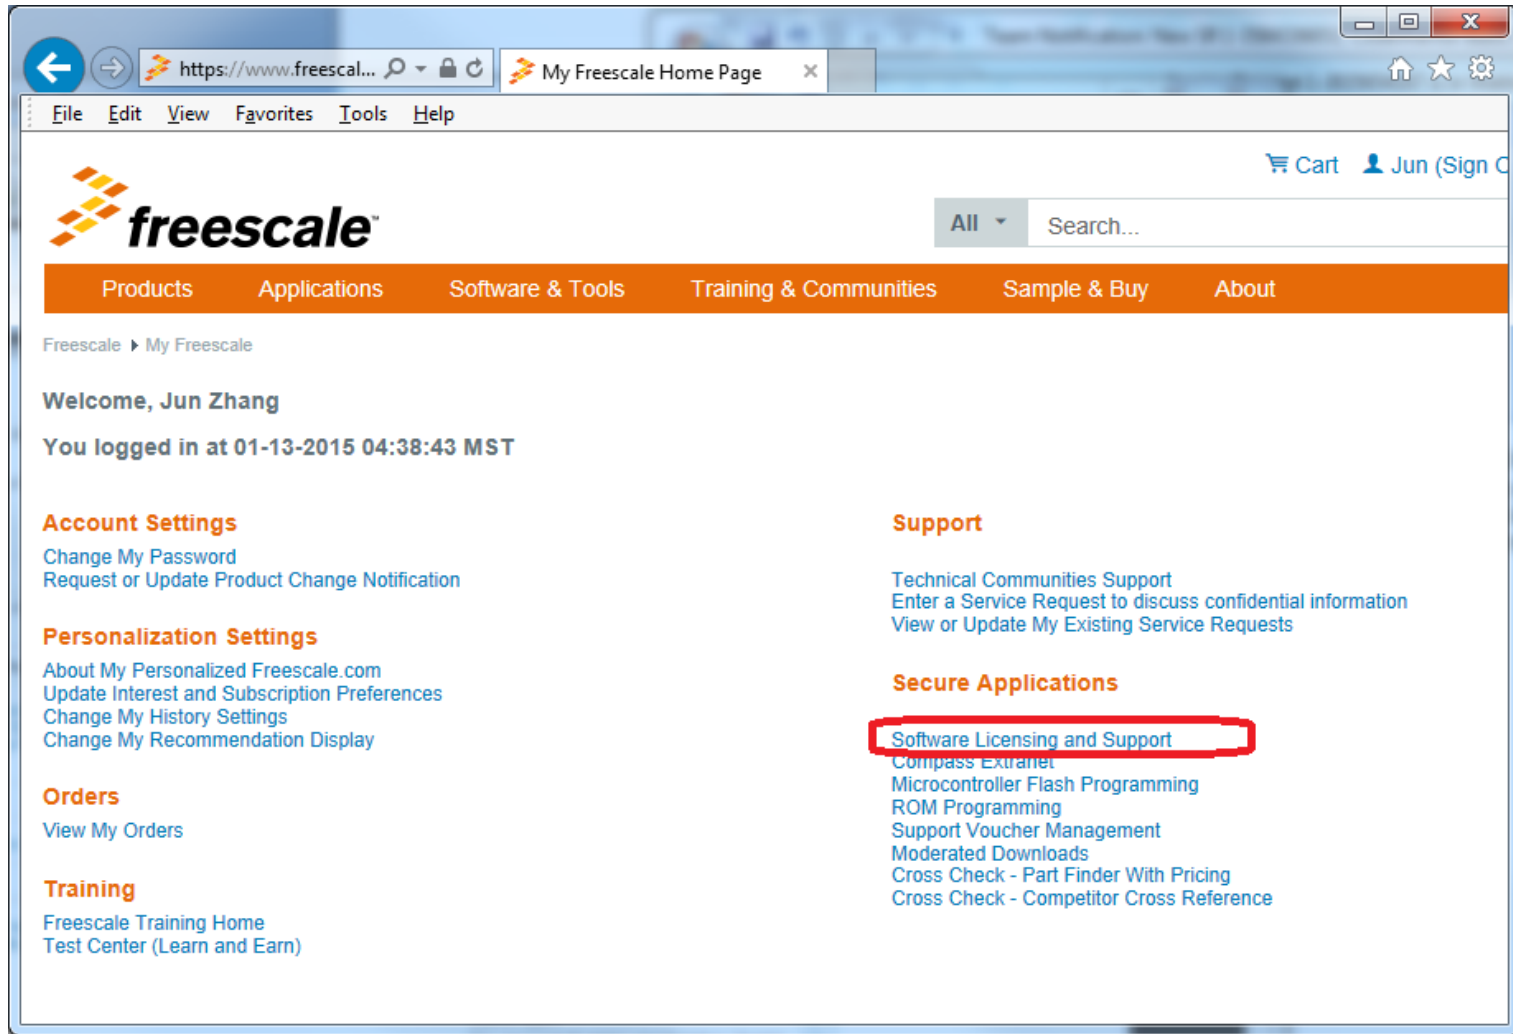 https://www.freescal...
My Freescale Home Page
File Edit View Favorites Tools Help
Cart Jun (Sign
freescale™
All Search...
Products Applications Software & Tools Training & Communities Sample & Buy About
Freescale My Freescale
Welcome, Jun Zhang
You logged in at 01-13-2015 04:38:43 MST
Account Settings
Change My Password
Request or Update Product Change Notification
Personalization Settings
About My Personalized Freescale.com
Update Interest and Subscription Preferences
Change My History Settings
Change My Recommendation Display
Orders
View My Orders
Training
Freescale Training Home
Test Center (Learn and Earn)
Support
Technical Communities Support
Enter a Service Request to discuss confidential information
View or Update My Existing Service Requests
Secure Applications
Software Licensing and Support
Compass Extranet
Microcontroller Flash Programming
ROM Programming
Support Voucher Management
Moderated Downloads
Cross Check - Part Finder With Pricing
Cross Check - Competitor Cross Reference